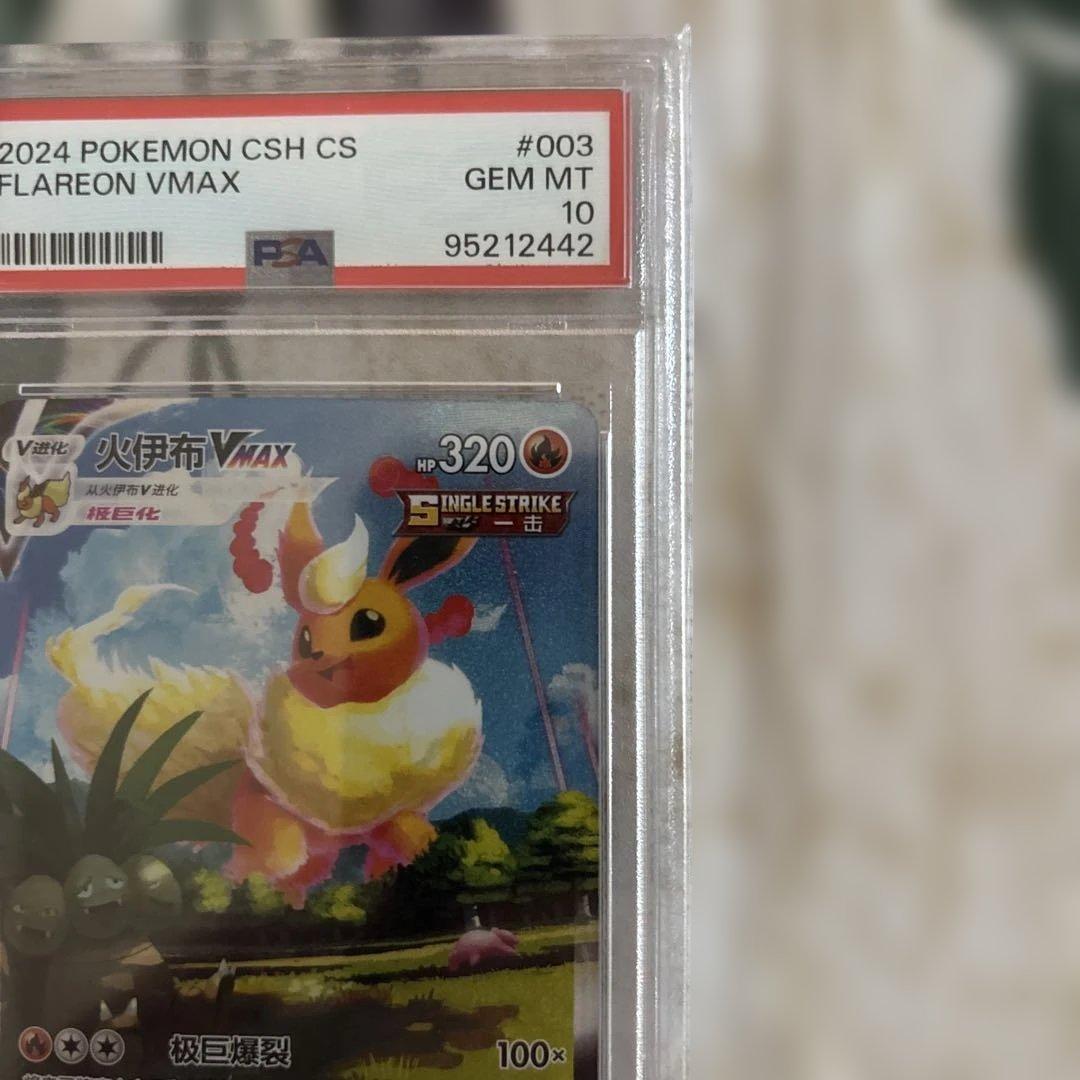 2024 POKEMON CSH CS #003
FLAREON VMAX GEM MT
10
PSA 95212442
V进化 火伊布VMAX HP320
从火伊布V进化
极巨化
SINGLE STRIKE
一击
极巨爆裂 100×